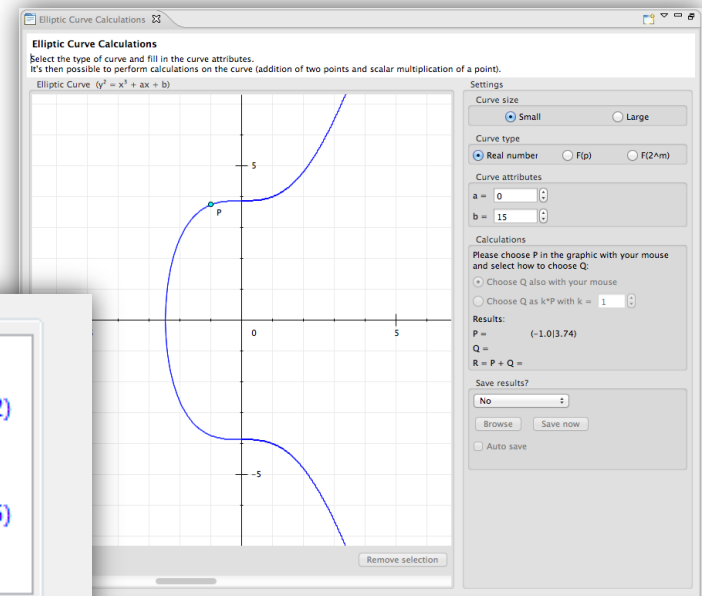 Elliptic Curve Calculations
Elliptic Curve Calculations
Select the type of curve and fill in the curve attributes.
It's then possible to perform calculations on the curve (addition of two points and scalar multiplication of a point).
Elliptic Curve (y² = x³ + ax + b)
5
P
0
5
-5
Remove selection
Settings
Curve size
Small
Large
Curve type
Real number
F(p)
F(2^m)
Curve attributes
a = 0
b = 15
Calculations
Please choose P in the graphic with your mouse
and select how to choose Q:
Choose Q also with your mouse
Choose Q as k*P with k = 1
Results:
P = (-1.0|3.74)
Q =
R = P + Q =
Save results?
No
Browse
Save now
Auto save